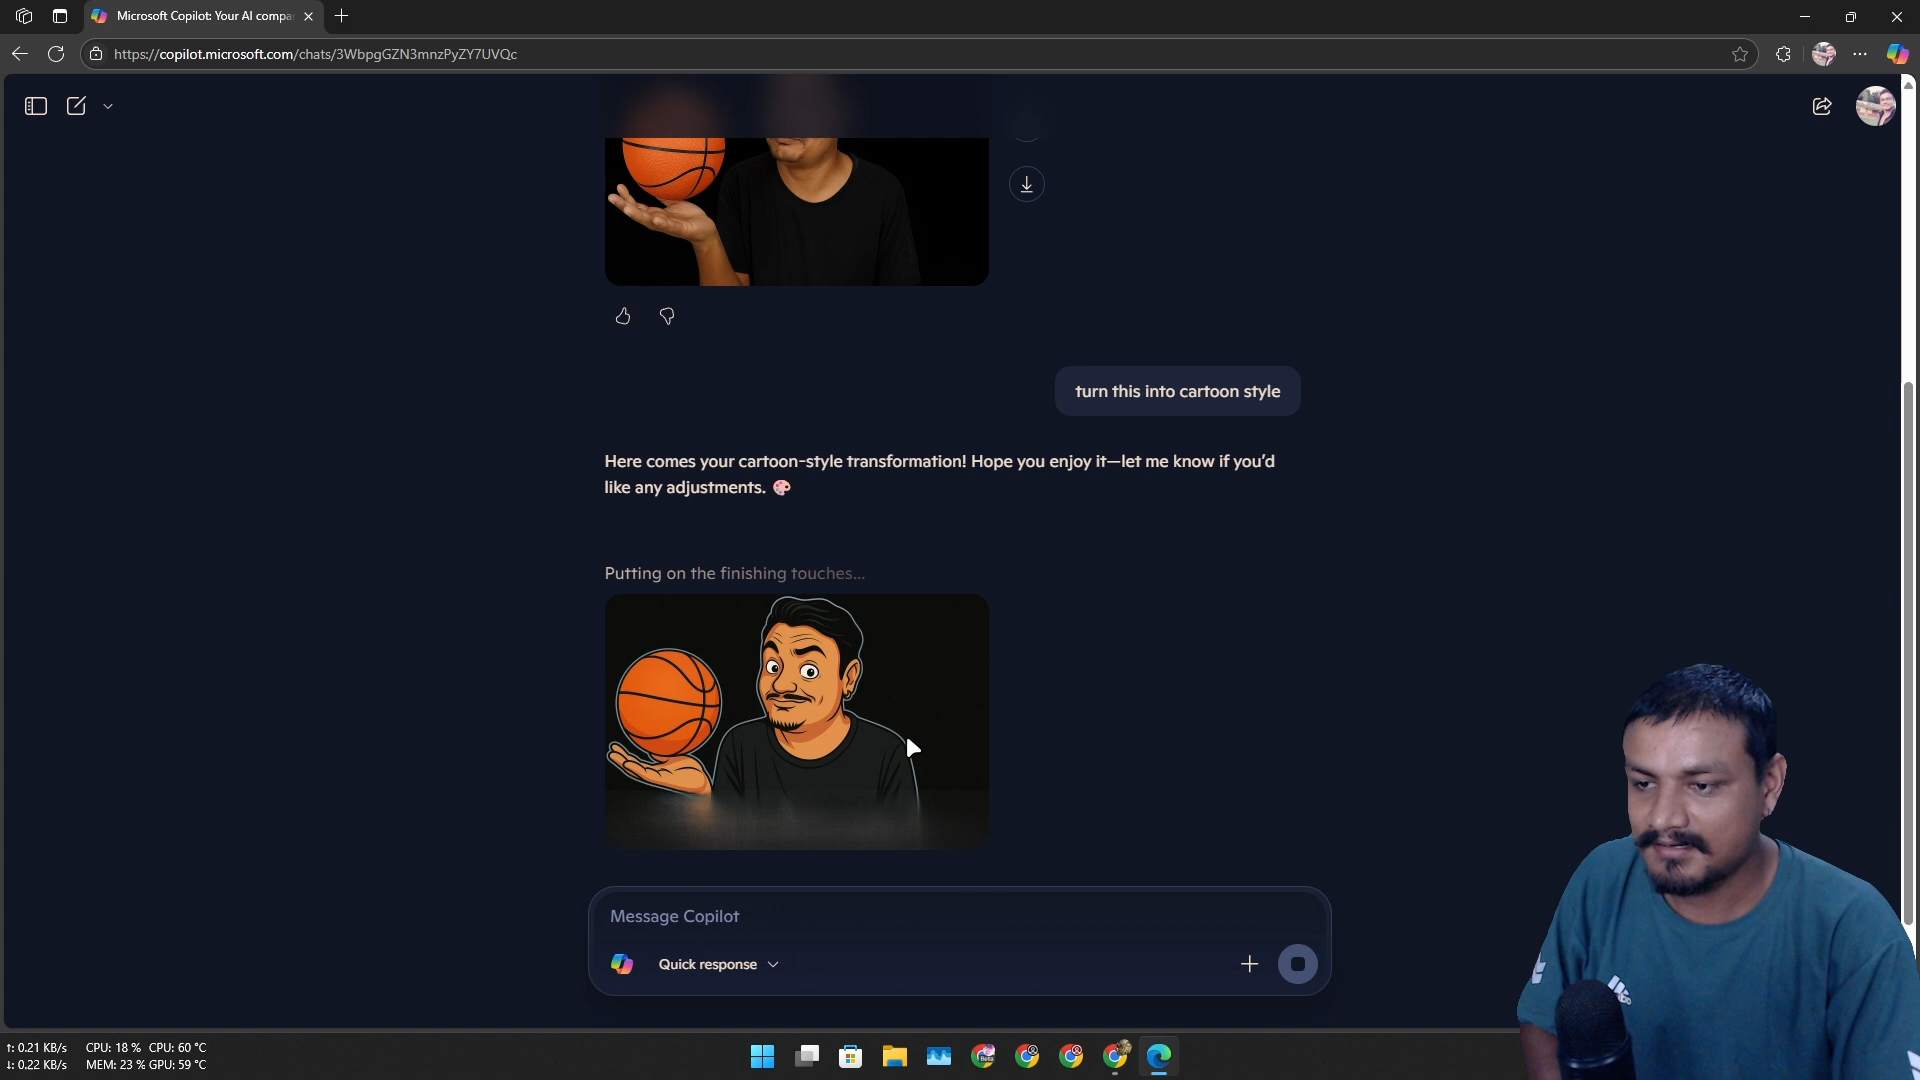 Microsoft Copilot: Your AI compa
https://copilot.microsoft.com/chats/3WbpgGZN3mnzPyZY7UVQc
turn this into cartoon style
Here comes your cartoon-style transformation! Hope you enjoy it—let me know if you'd
like any adjustments. 🎨
Putting on the finishing touches...
Message Copilot
Quick response
↑: 0.21 KB/s CPU: 18 % CPU: 60 °C
↓: 0.22 KB/s MEM: 23 % GPU: 59 °C
Beta